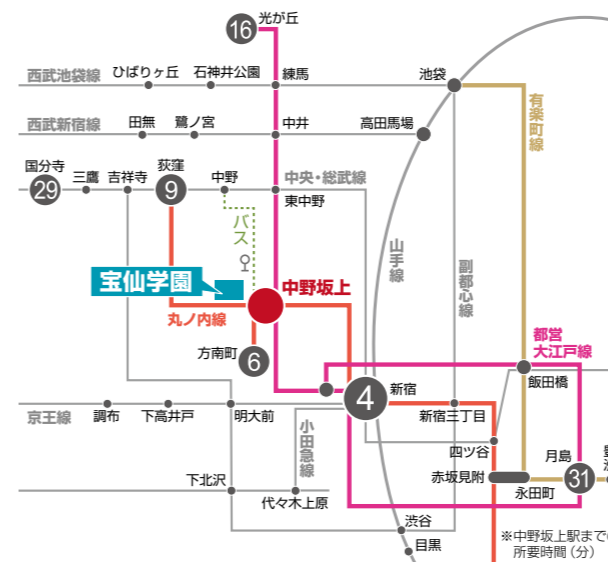 光が丘
16
西武池袋線
ひばりヶ丘
石神井公園
練馬
池袋
有楽町線
西武新宿線
田無
鷺ノ宮
中井
高田馬場
国分寺
29
三鷹
吉祥寺
荻窪
9
中野
中央・総武線
東中野
バス
山手線
副都心線
宝仙学園
中野坂上
丸ノ内線
方南町
6
都営
大江戸線
飯田橋
4
新宿
新宿三丁目
京王線
調布
下高井戸
明大前
小田急線
四ツ谷
月島
31
赤坂見附
永田町
下北沢
代々木上原
渋谷
目黒
※中野坂上駅まで
所要時間（分）